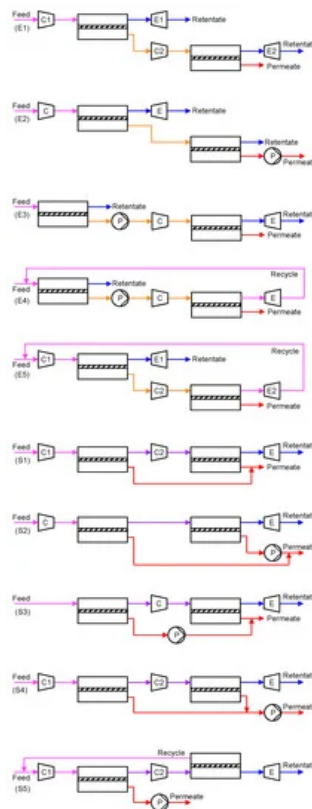 Feed C1 E1 Retentate
(E1) C2 E2 Retentat
Permeate
Feed C E Retentate
(E2) Retentate
P Permeat
Feed Retentate
(E3) P C E Retentat
Permeate
Recycle
Feed Retentate
(E4) P C E
Permeate
Feed C1 E1 Retentate
(E5) Recycle
C2 E2
Permeate
Feed C1 C2 E Retentat
(S1) Permeate
Feed C E Retentat
(S2) P Permeat
Feed C E Retentat
(S3) P Permeate
Feed C1 C2 E Retentat
(S4) P Permeat
Recycle
Feed C1 C2 E Retentat
(S5) P Permeate